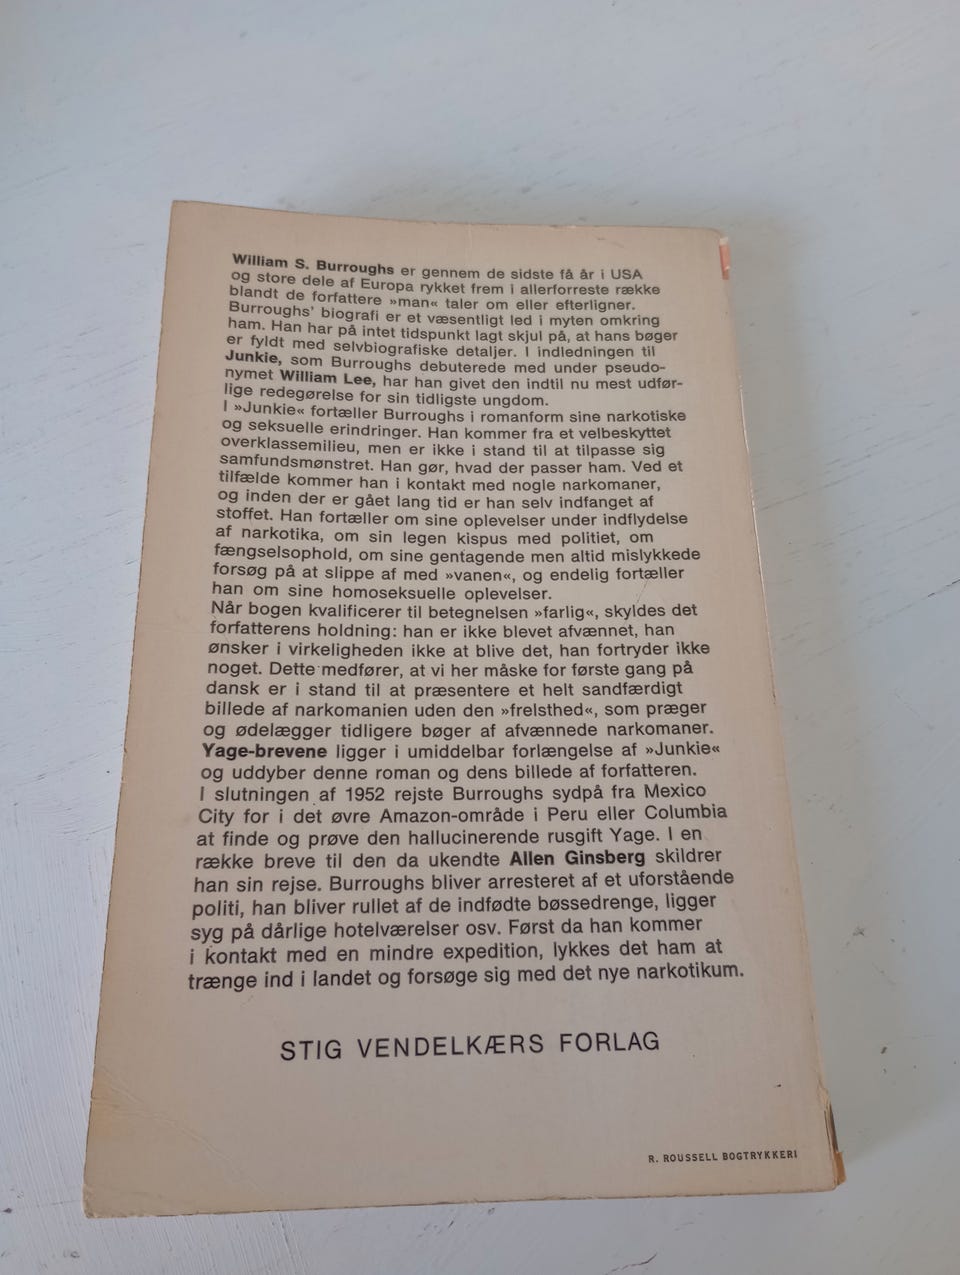 William S. Burroughs er gennem de sidste få år i USA
og store dele af Europa rykket frem i allerforreste række
blandt de forfattere »man« taler om eller efterligner.
Burroughs' biografi er et væsentligt led i myten omkring
ham. Han har på intet tidspunkt lagt skjul på, at hans bøger
er fyldt med selvbiografiske detaljer. I indledningen til
Junkie, som Burroughs debuterede med under pseudo-
nymet William Lee, har han givet den indtil nu mest udfør-
lige redegørelse for sin tidligste ungdom.
I »Junkie« fortæller Burroughs i romanform sine narkotiske
og seksuelle erindringer. Han kommer fra et velbeskyttet
overklassemilieu, men er ikke i stand til at tilpasse sig
samfundsmønstret. Han gør, hvad der passer ham. Ved et
tilfælde kommer han i kontakt med nogle narkomaner,
og inden der er gået lang tid er han selv indfanget af
stoffet. Han fortæller om sine oplevelser under indflydelse
af narkotika, om sin legen kispus med politiet, om
fængselsophold, om sine gentagende men altid mislykkede
forsøg på at slippe af med »vanen«, og endelig fortæller
han om sine homoseksuelle oplevelser.
Når bogen kvalificerer til betegnelsen »farlig«, skyldes det
forfatterens holdning: han er ikke blevet afvænnet, han
ønsker i virkeligheden ikke at blive det, han fortryder ikke
noget. Dette medfører, at vi her måske for første gang på
dansk er i stand til at præsentere et helt sandfærdigt
billede af narkomanien uden den »frelsthed«, som præger
og ødelægger tidligere bøger af afvænnede narkomaner.
Yage-brevene ligger i umiddelbar forlængelse af »Junkie«
og uddyber denne roman og dens billede af forfatteren.
I slutningen af 1952 rejste Burroughs sydpå fra Mexico
City for i det øvre Amazon-område i Peru eller Columbia
at finde og prøve den hallucinerende rusgift Yage. I en
række breve til den da ukendte Allen Ginsberg skildrer
han sin rejse. Burroughs bliver arresteret af et uforstående
politi, han bliver rullet af de indfødte bøssedrenge, ligger
syg på dårlige hotelværelser osv. Først da han kommer
i kontakt med en mindre expedition, lykkes det ham at
trænge ind i landet og forsøge sig med det nye narkotikum.
STIG VENDELKÆRS FORLAG
R. ROUSSELL BOGTRYKKERI